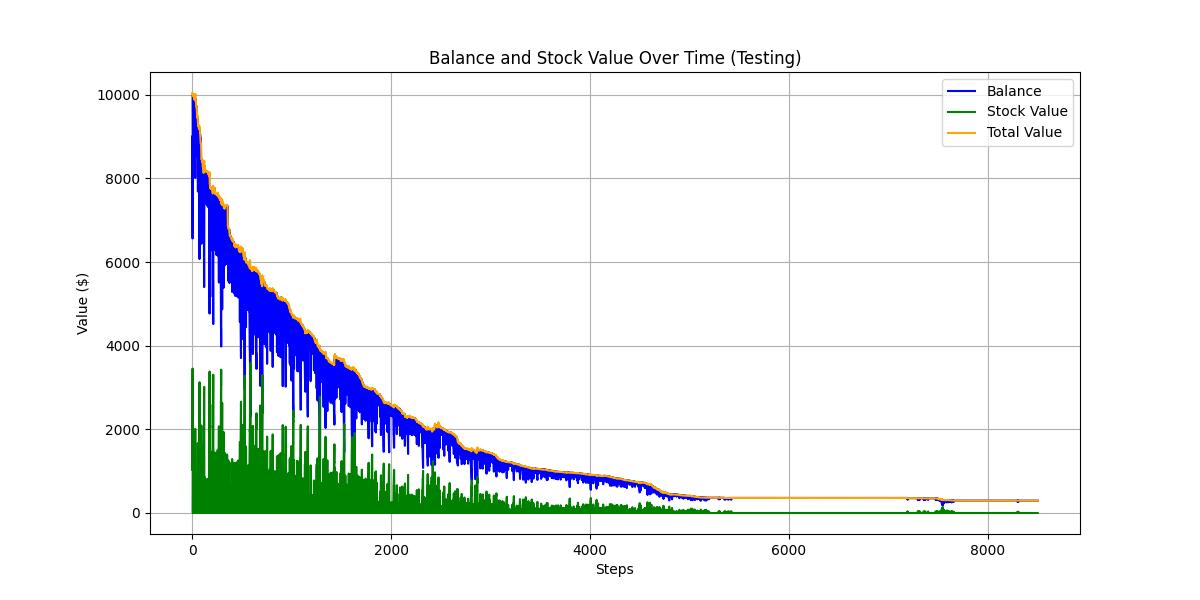 Balance and Stock Value Over Time (Testing)
Balance
Stock Value
Total Value
10000
8000
6000
4000
2000
0
Value ($)
0 2000 4000 6000 8000
Steps